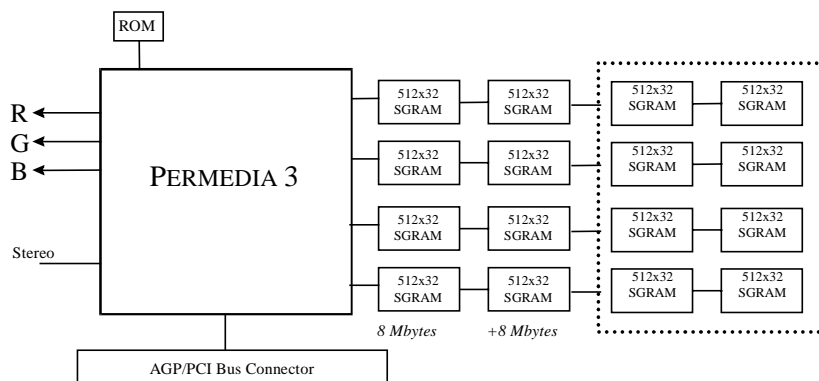 ROM
R
G
B
PERMEDIA 3
Stereo
512x32
SGRAM
512x32
SGRAM
512x32
SGRAM
512x32
SGRAM
512x32
SGRAM
512x32
SGRAM
512x32
SGRAM
512x32
SGRAM
512x32
SGRAM
512x32
SGRAM
512x32
SGRAM
512x32
SGRAM
512x32
SGRAM
512x32
SGRAM
512x32
SGRAM
512x32
SGRAM
8 Mbytes
+8 Mbytes
AGP/PCI Bus Connector